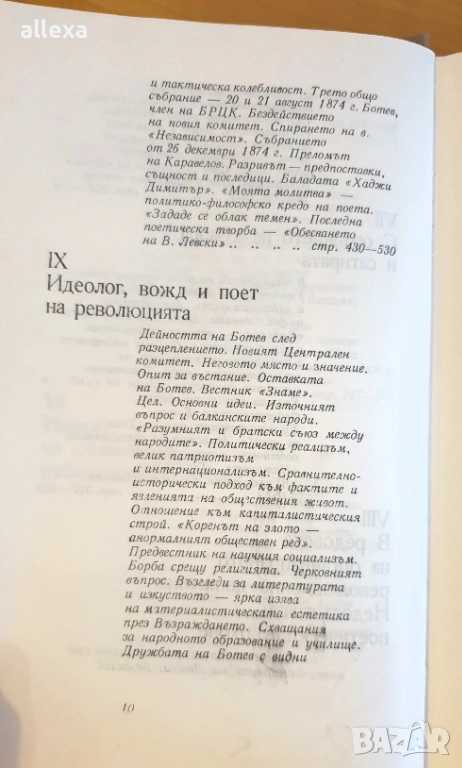 allexa
и тактическа колебливост. Трето общо
събрание — 20 и 21 август 1874 г. Ботев,
член на БРЦК. Бездействието
на новия комитет. Спирането на в.
«Независимост». Събранието
от 26 декември 1874 г. Преломът
на Каравелов. Разривът — предпоставки,
същност и последици. Баладата «Хаджи
Димитър». «Моята молитва» —
политико-философско кредо на поета.
«Зададе се облак темен». Последна
поетическа творба — «Обесването
на В. Левски» .. .. .. .. стр. 430—530
IX
Идеолог, вожд и поет
на революцията
Дейността на Ботев след
разцеплението. Новият Централен
комитет. Неговото място и значение.
Опит за въстание. Оставката
на Ботев. Вестник «Знаме».
Цел. Основни идеи. Източният
въпрос и балканските народи.
«Разумният и братски съюз между
народите». Политически реализъм,
велик патриотизъм
и интернационализъм. Сравнително-
исторически подход към фактите и
явленията на обществения живот.
Отношение към капиталистическия
строй. «Коренът на злото —
анормалният обществен ред».
Предвестник на научния социализъм.
Борба срещу религията. Черковният
въпрос. Възгледи за литературата
и изкуството — ярка изява
на материалистическата естетика
през Възраждането. Схващания
за народното образование и училище.
Дружбата на Ботев с видни
10
BAZAR